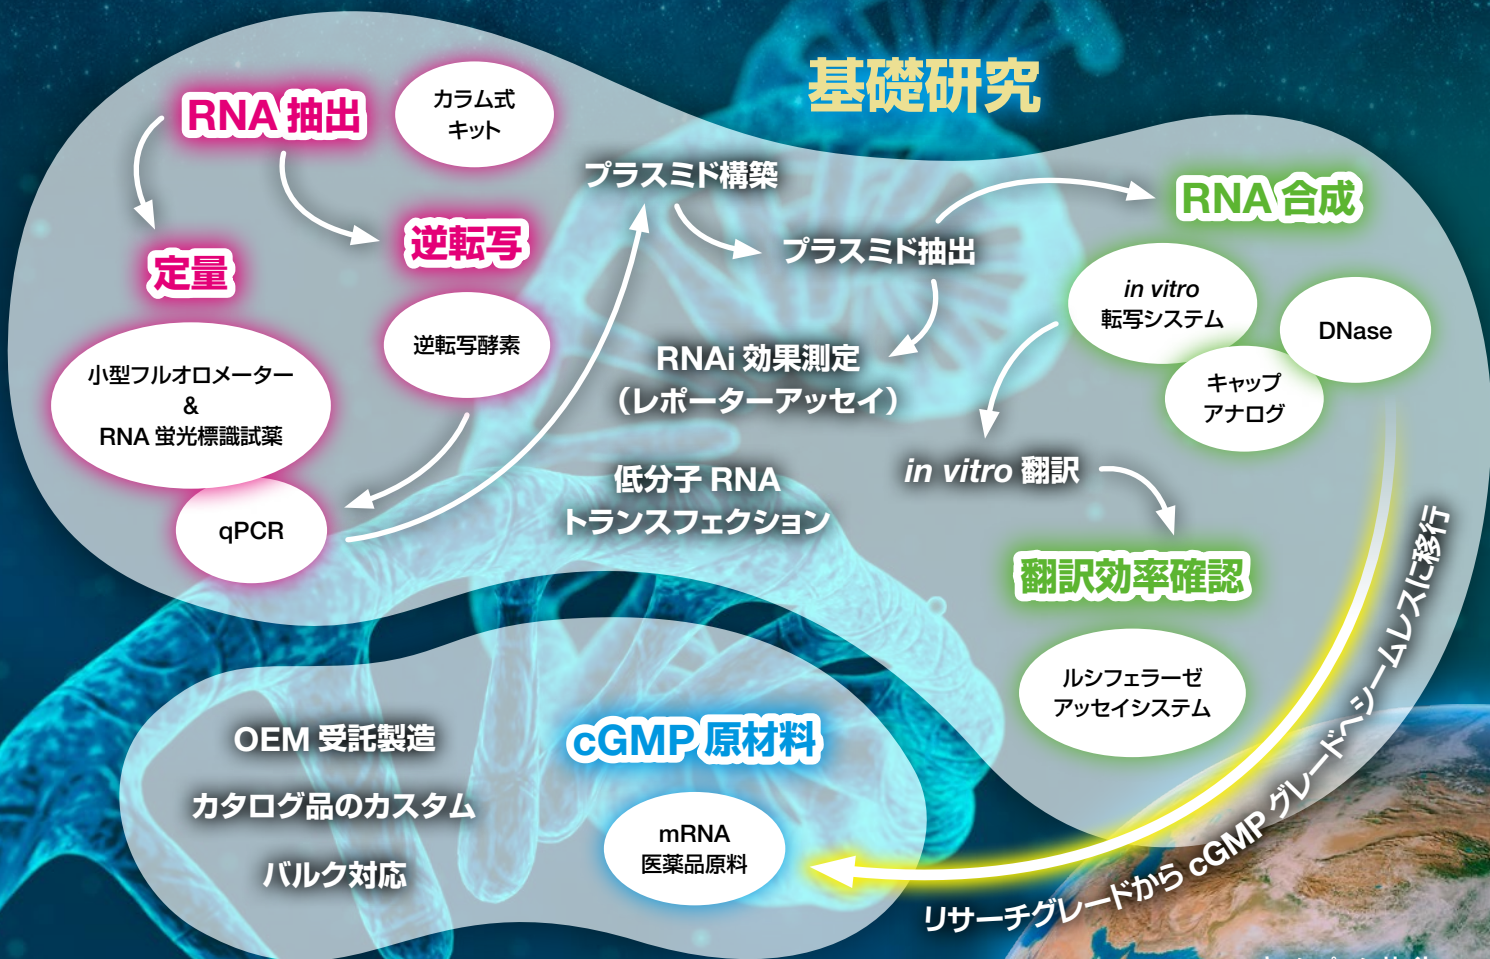 基礎研究
RNA 抽出
カラム式
キット
定量
逆転写
小型フルオロメーター
&
RNA 蛍光標識試薬
逆転写酵素
qPCR
プラスミド構築
プラスミド抽出
RNAi 効果測定
（レポーターアッセイ）
低分子 RNA
トランスフェクション
RNA 合成
in vitro
転写システム
DNase
キャップ
アナログ
in vitro 翻訳
翻訳効率確認
ルシフェラーゼ
アッセイシステム
リサーチグレードから cGMP グレードへシームレスに移行
OEM 受託製造
カタログ品のカスタム
バルク対応
cGMP 原材料
mRNA
医薬品原料